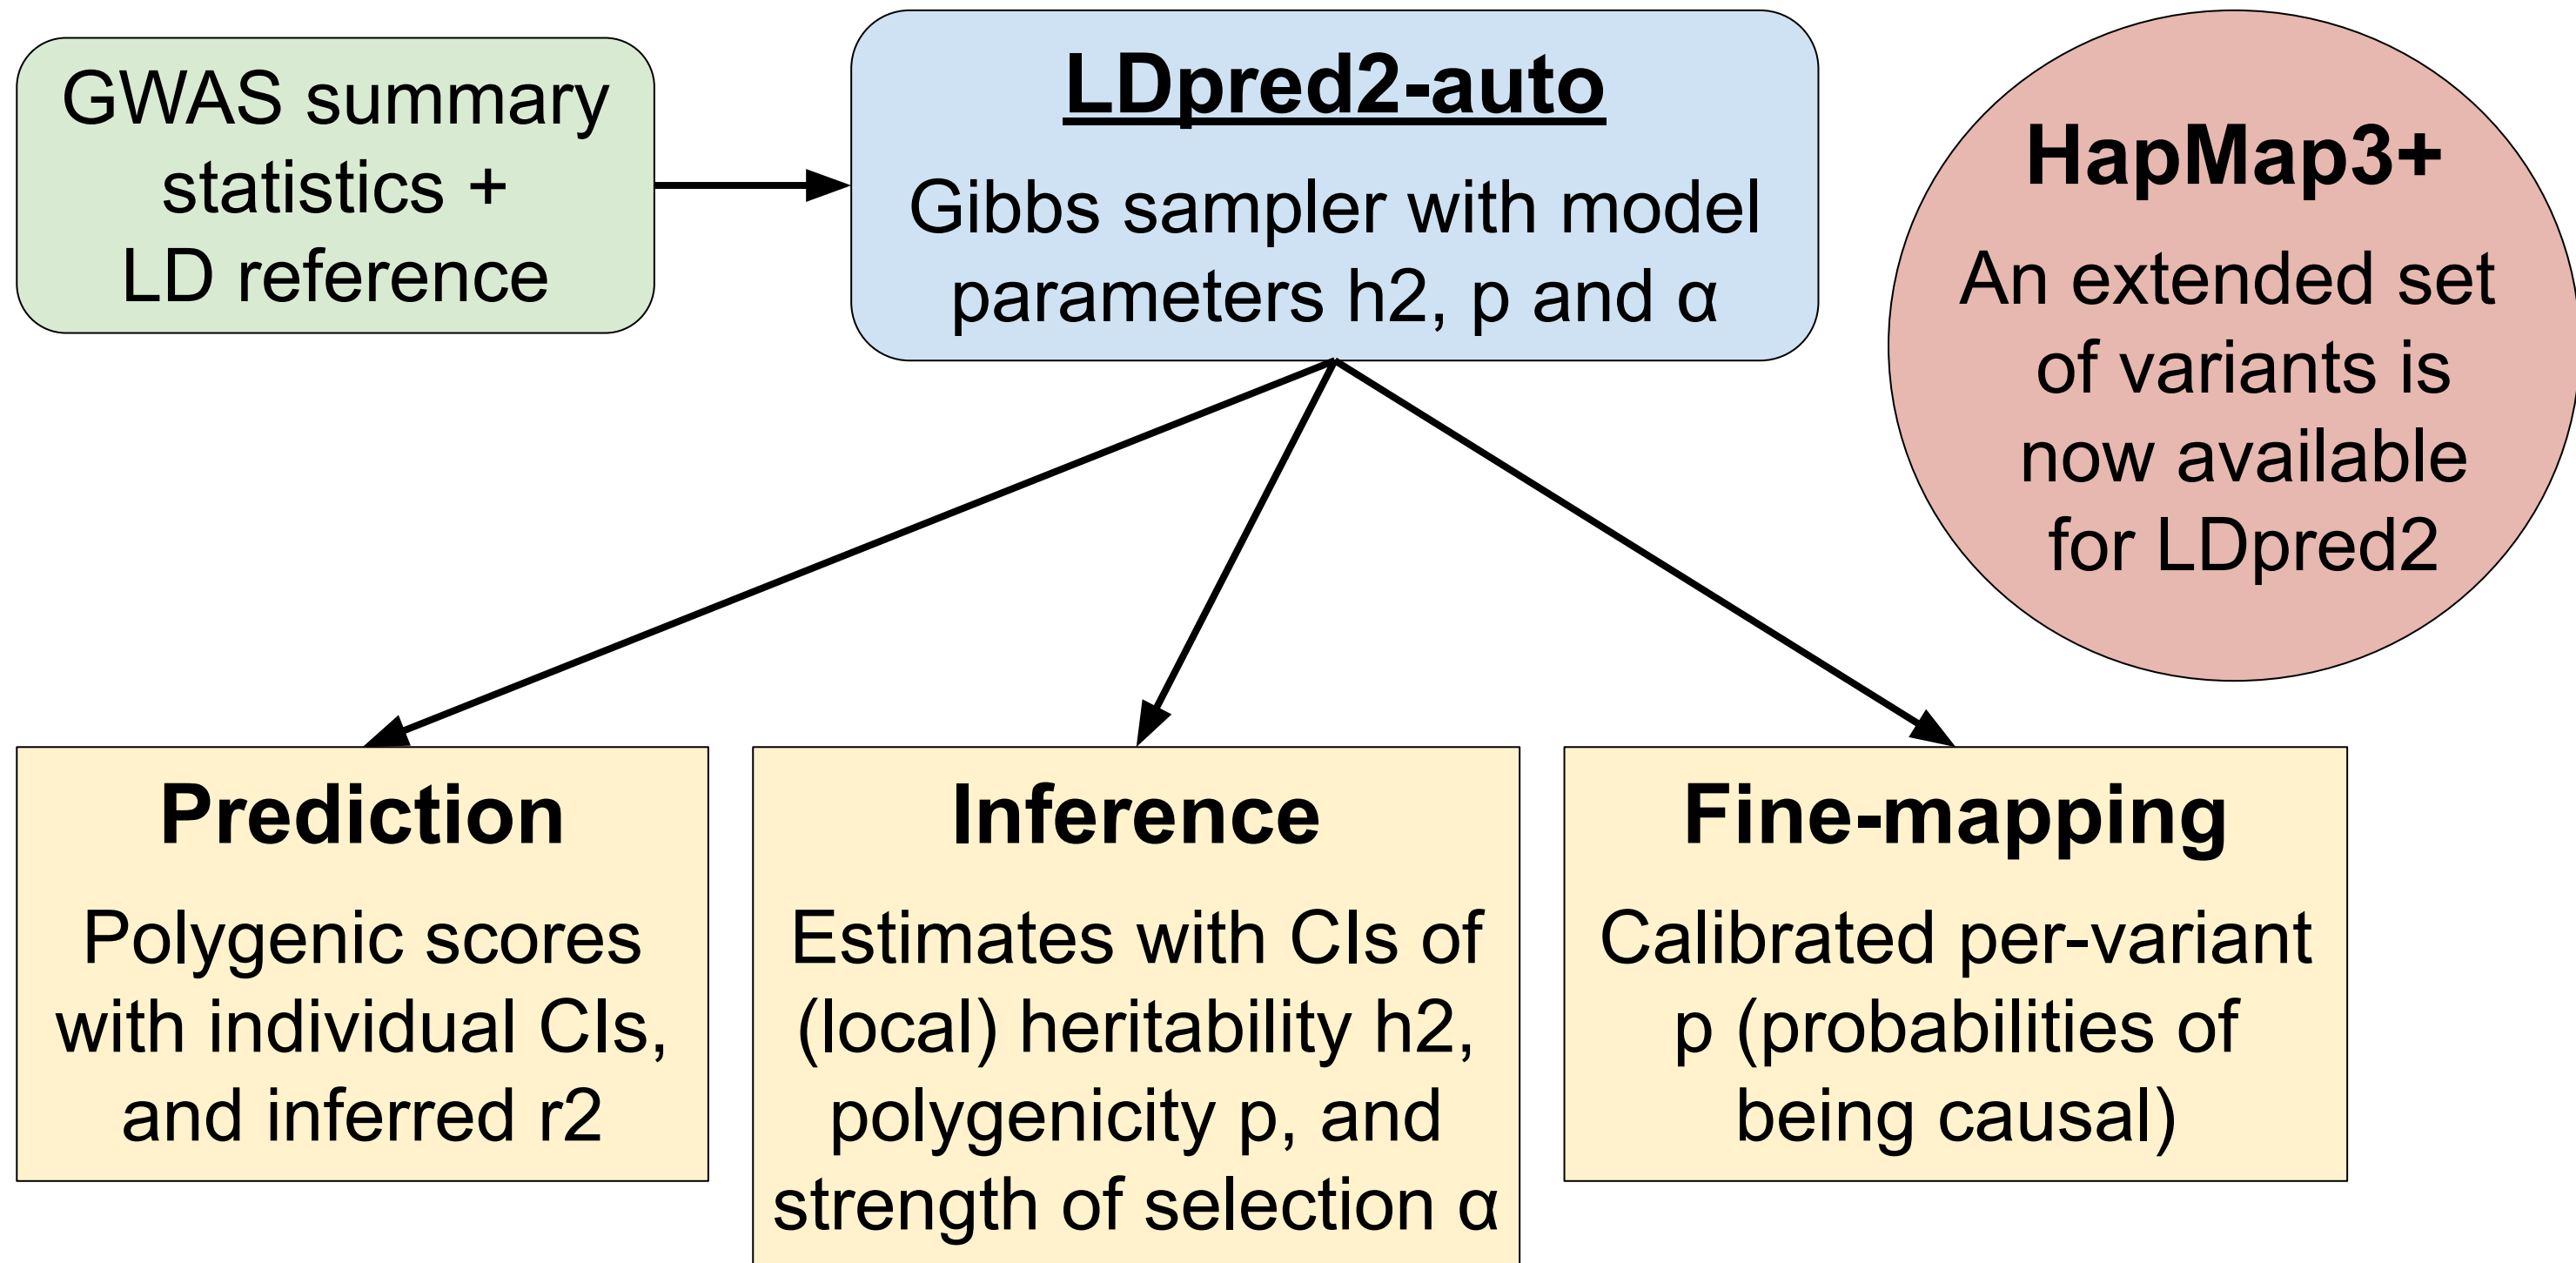 GWAS summary
statistics +
LD reference
LDpred2-auto
Gibbs sampler with model
parameters h2, p and α
HapMap3+
An extended set
of variants is
now available
for LDpred2
Prediction
Polygenic scores
with individual CIs,
and inferred r2
Inference
Estimates with CIs of
(local) heritability h2,
polygenicity p, and
strength of selection α
Fine-mapping
Calibrated per-variant
p (probabilities of
being causal)